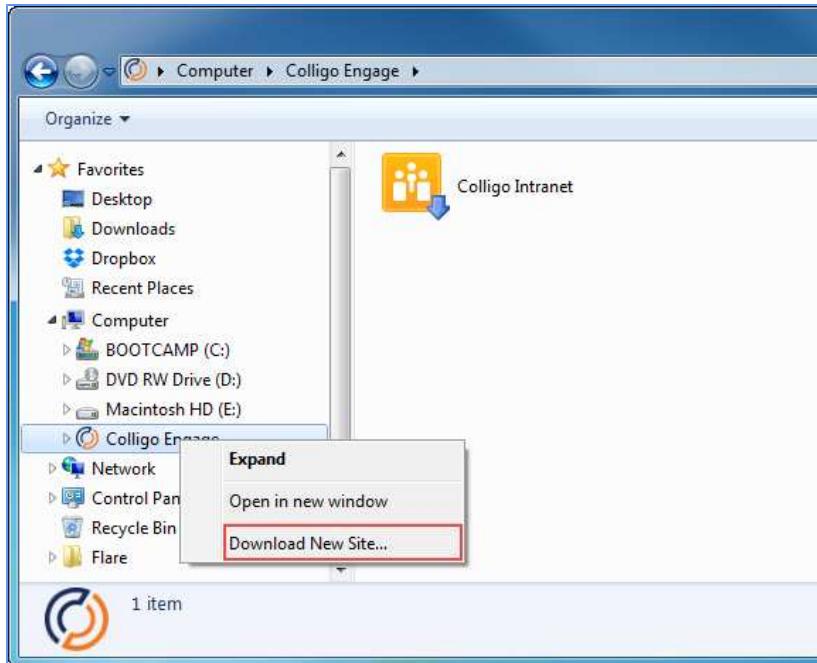 Computer Colligo Engage
Organize
Favorites
Desktop
Downloads
Dropbox
Recent Places
Computer
BOOTCAMP (C:)
DVD RW Drive (D:)
Macintosh HD (E:)
Colligo Engage
Network
Control Pan
Recycle Bin
Flare
Colligo Intranet
Expand
Open in new window
Download New Site...
1 item